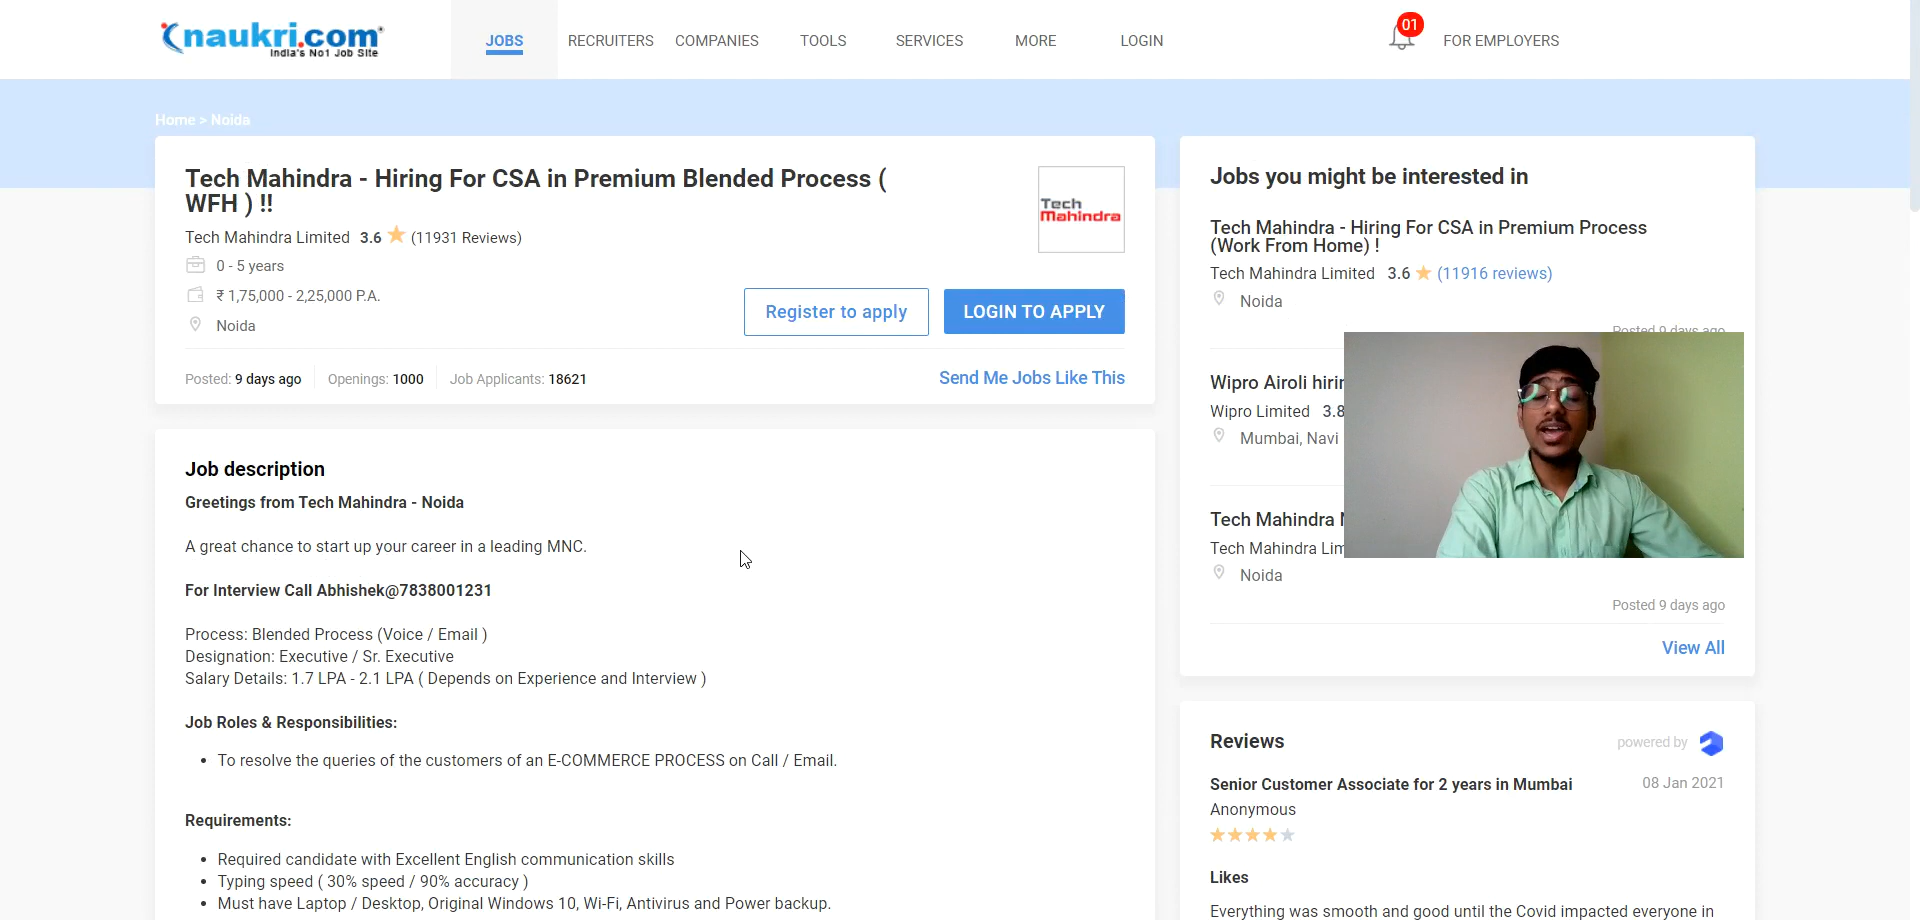 naukri.com
India's No1 Job Site
JOBS
RECRUITERS
COMPANIES
TOOLS
SERVICES
MORE
LOGIN
01
FOR EMPLOYERS
Home > Noida
Tech Mahindra - Hiring For CSA in Premium Blended Process (
WFH ) !!
Tech Mahindra Limited 3.6 (11931 Reviews)
0 - 5 years
₹ 1,75,000 - 2,25,000 P.A.
Noida
Tech
Mahindra
Register to apply
LOGIN TO APPLY
Posted: 9 days ago
Openings: 1000
Job Applicants: 18621
Send Me Jobs Like This
Job description
Greetings from Tech Mahindra - Noida
A great chance to start up your career in a leading MNC.
For Interview Call Abhishek@7838001231
Process: Blended Process (Voice / Email )
Designation: Executive / Sr. Executive
Salary Details: 1.7 LPA - 2.1 LPA ( Depends on Experience and Interview )
Job Roles & Responsibilities:
• To resolve the queries of the customers of an E-COMMERCE PROCESS on Call / Email.
Requirements:
• Required candidate with Excellent English communication skills
• Typing speed ( 30% speed / 90% accuracy )
• Must have Laptop / Desktop, Original Windows 10, Wi-Fi, Antivirus and Power backup.
Jobs you might be interested in
Tech Mahindra - Hiring For CSA in Premium Process
(Work From Home) !
Tech Mahindra Limited 3.6 (11916 reviews)
Noida
Posted 9 days ago
Wipro Airoli
Wipro Limited 3.8
Mumbai, Navi
Tech Mahindra
Tech Mahindra
Noida
Posted 9 days ago
View All
Reviews
powered by
Senior Customer Associate for 2 years in Mumbai
08 Jan 2021
Anonymous
Likes
Everything was smooth and good until the Covid impacted everyone in